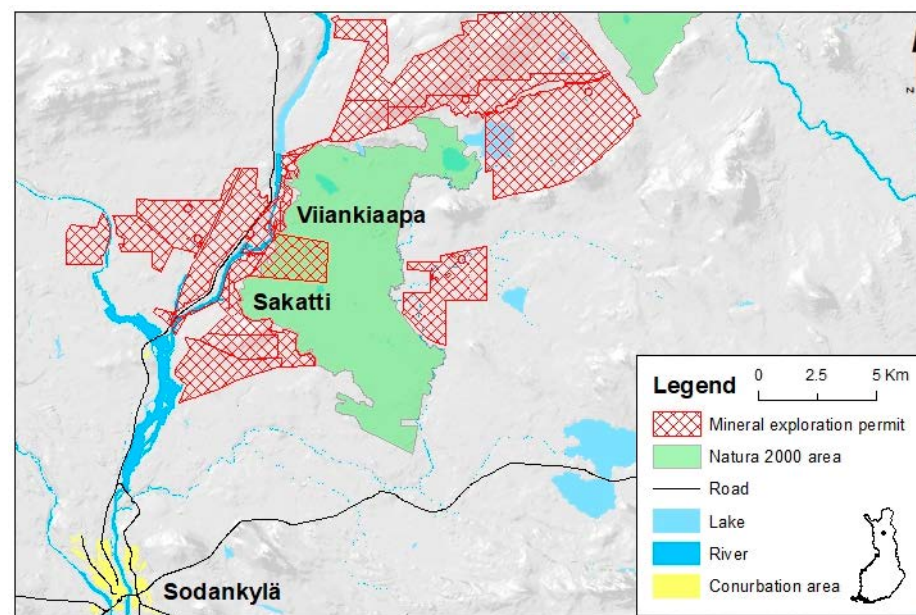 N
Viiankiaapa
Sakatti
Sodankylä
Legend
0 2.5 5 Km
Mineral exploration permit
Natura 2000 area
Road
Lake
River
Conurbation area